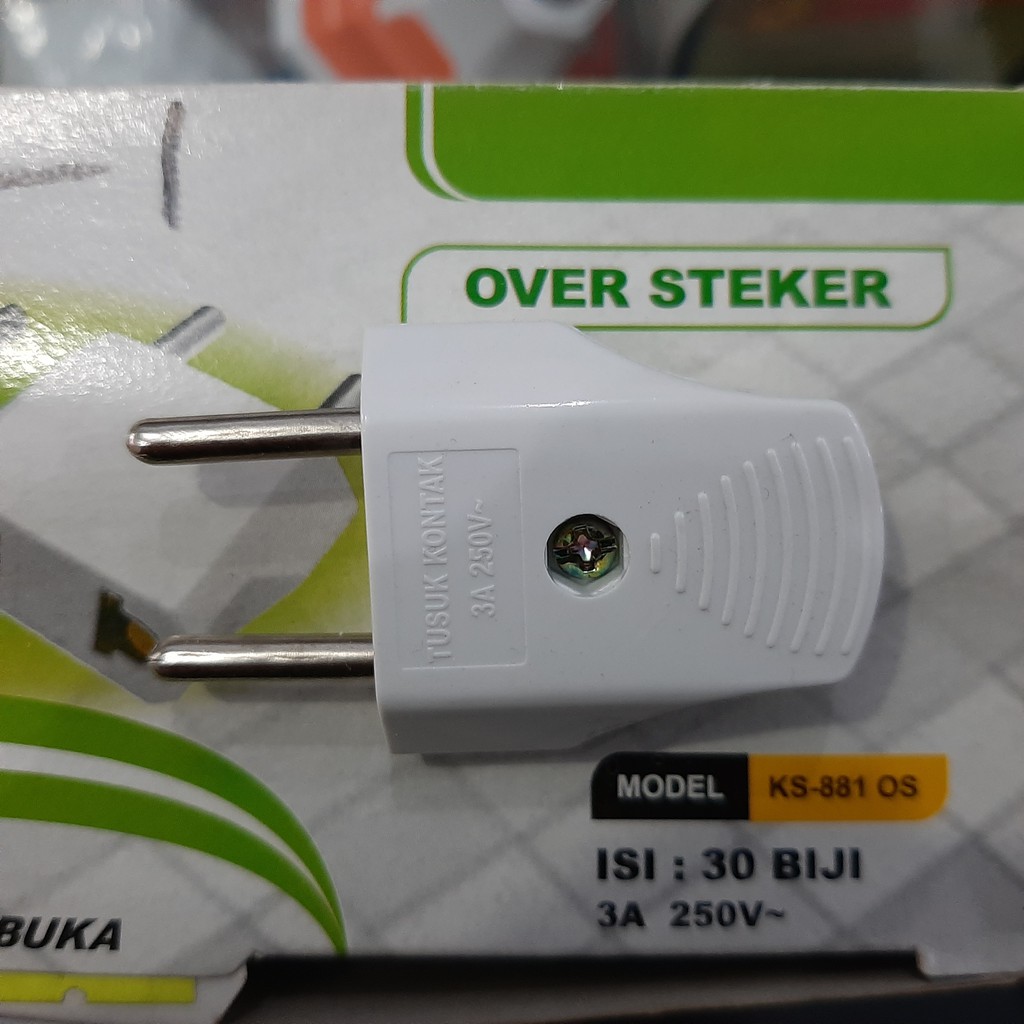 OVER STEKER
TUSUK KONTAK
3A 250V~
MODEL KS-881 OS
ISI : 30 BIJI
3A 250V~
BUKA